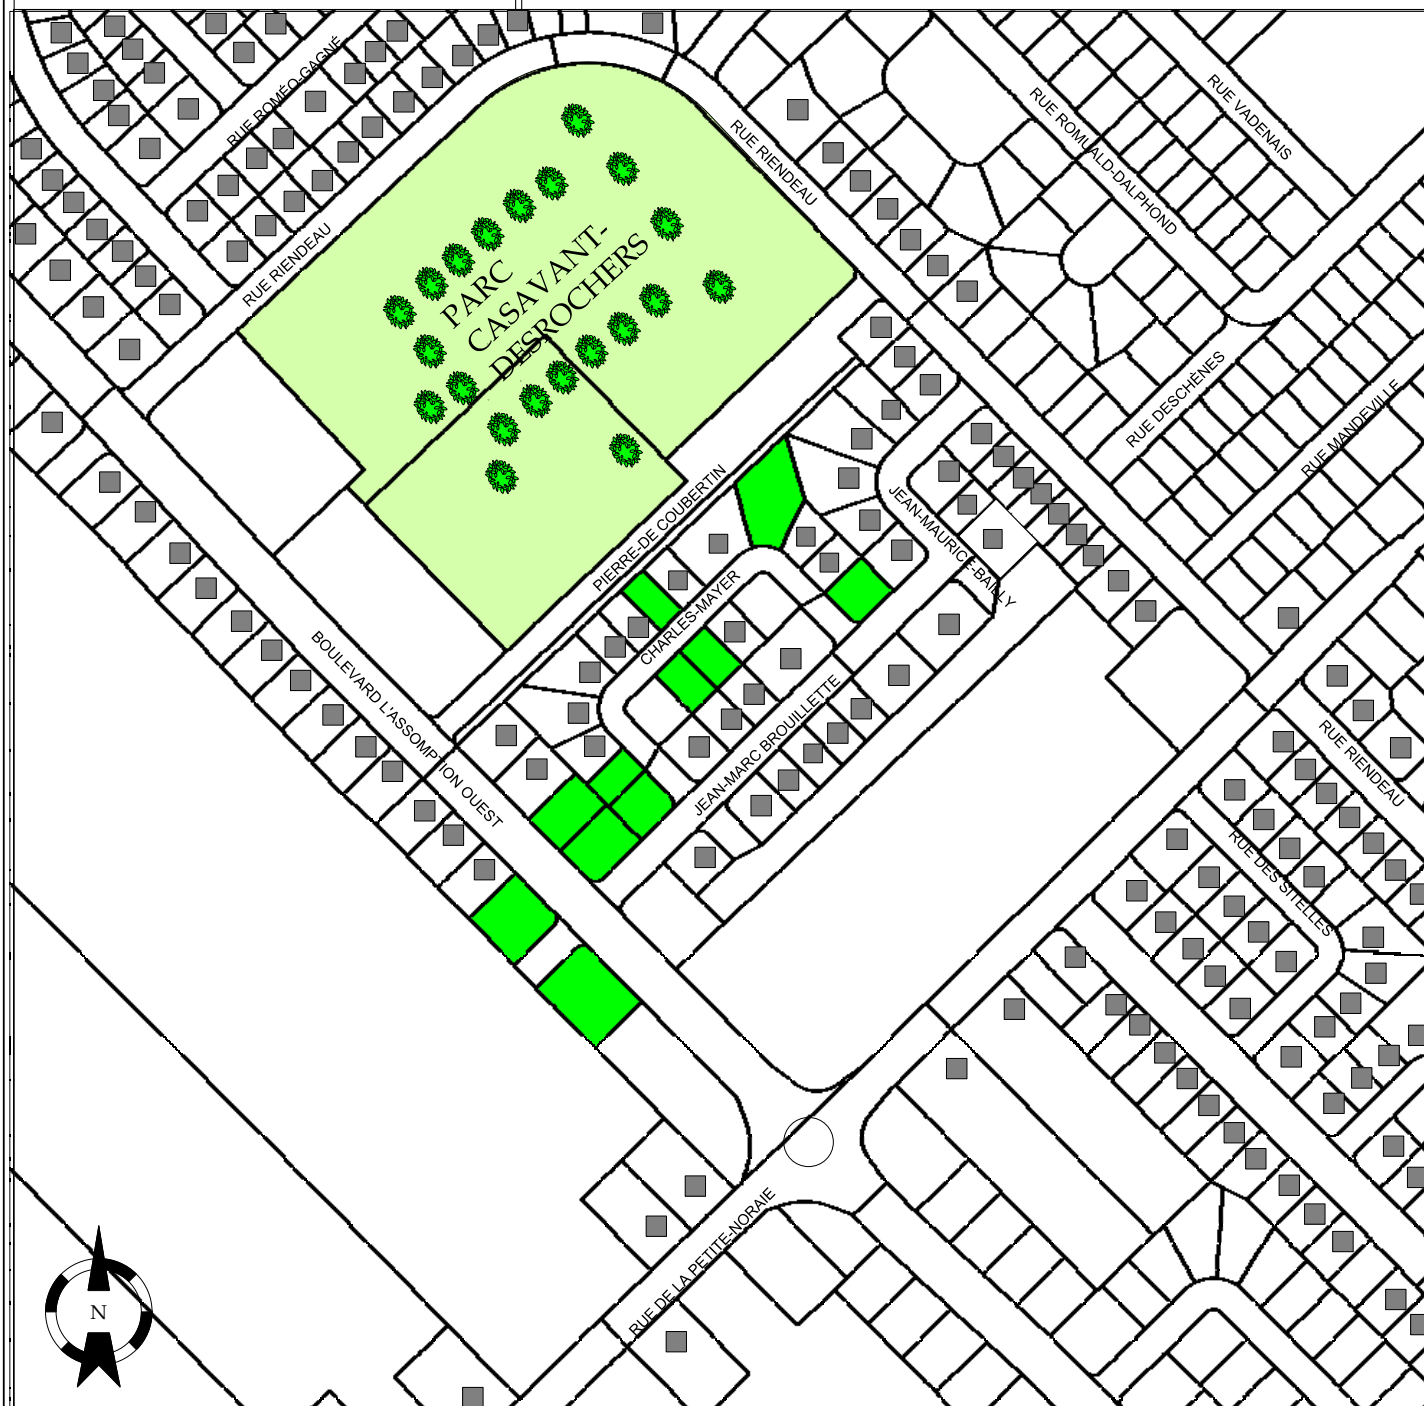 RUE ROMÉO-GAGNÉ
RUE VADENAIS
RUE ROMUALD-DALPHOND
RUE RIENDEAU
RUE RIENDEAU
PARC
CASAVANT-
DESROCHERS
RUE DESCHÊNES
RUE MANDEVILLE
PIERRE-DE COUBERTIN
JEAN-MAURICE-BAILLY
CHARLES-MAYER
BOULEVARD L'ASSOMPTION OUEST
JEAN-MARC BROUILLETTE
RUE RIENDEAU
RUE DES SITELLES
RUE DE LA PETITE-NORAIE
N